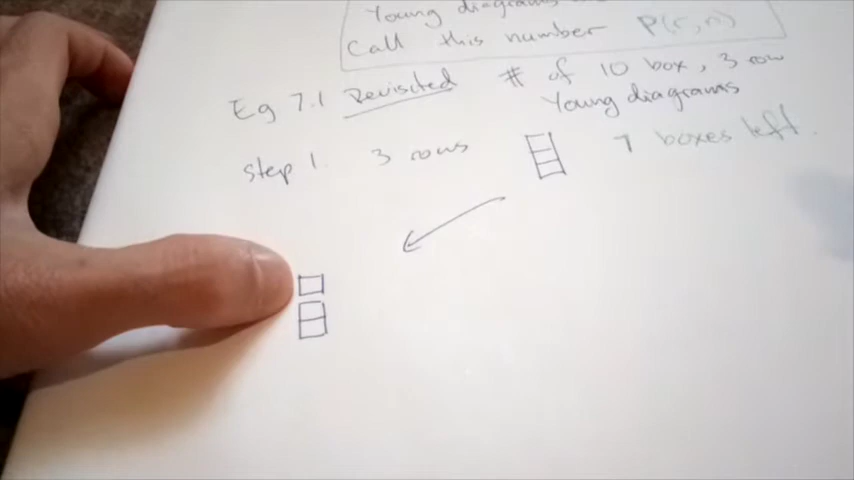 Young diagrams
Call this number P(r,n)
Eg 7.1 Revisited # of 10 box, 3 row
Young diagrams
Step 1. 3 rows 7 boxes left.